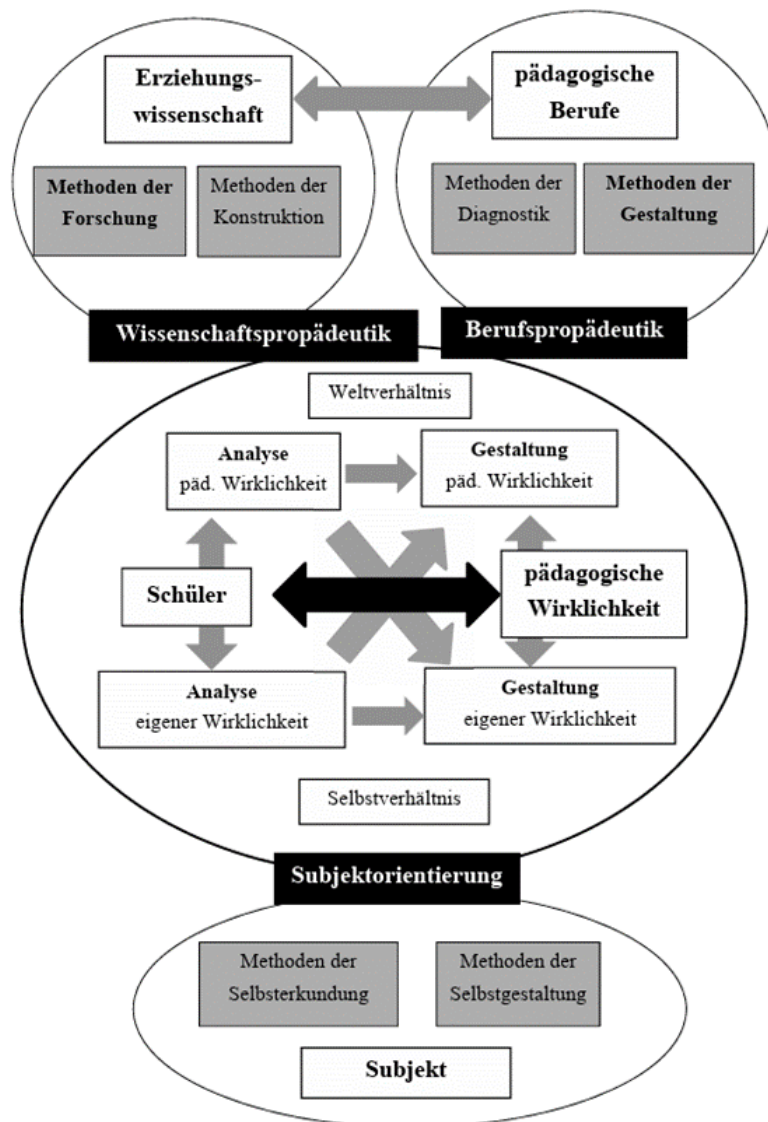 Erziehungs-
wissenschaft
pädagogische
Berufe
Methoden der
Forschung
Methoden der
Konstruktion
Methoden der
Diagnostik
Methoden der
Gestaltung
Wissenschaftspropädeutik
Berufspropädeutik
Weltverhältnis
Analyse
päd. Wirklichkeit
Gestaltung
päd. Wirklichkeit
Schüler
pädagogische
Wirklichkeit
Analyse
eigener Wirklichkeit
Gestaltung
eigener Wirklichkeit
Selbstverhältnis
Subjektorientierung
Methoden der
Selbsterkundung
Methoden der
Selbstgestaltung
Subjekt